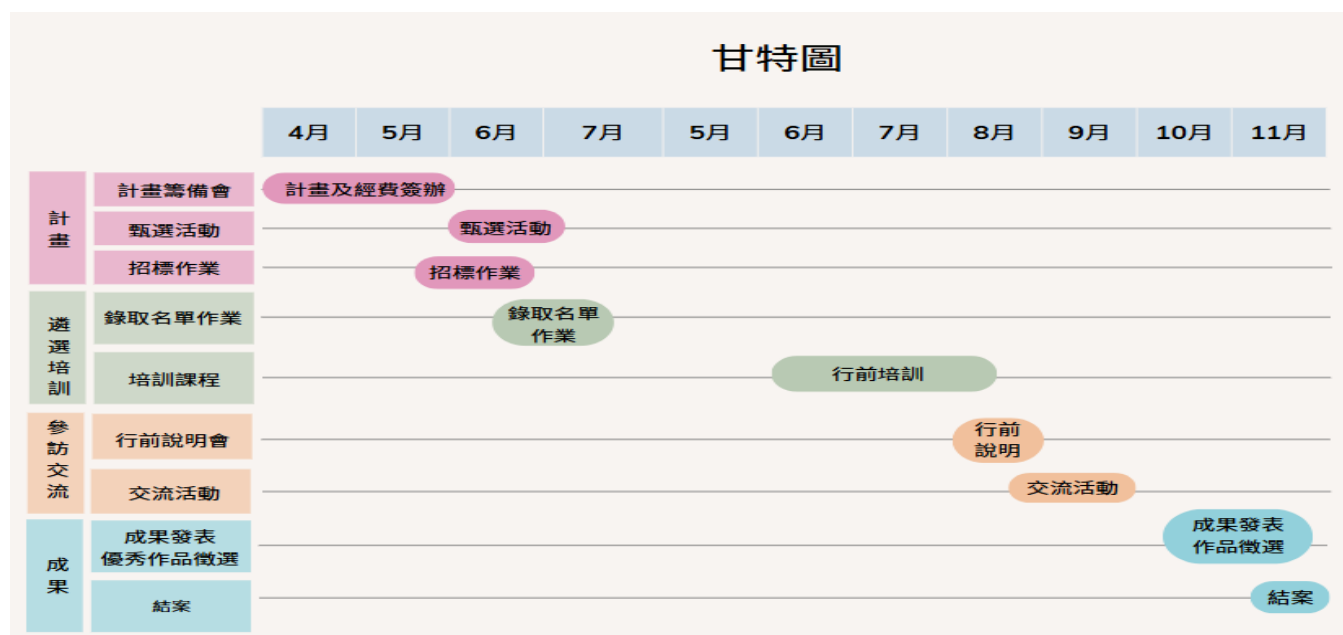 甘特圖
4月 5月 6月 7月 5月 6月 7月 8月 9月 10月 11月
計畫
計畫籌備會 計畫及經費簽辦
甄選活動 甄選活動
招標作業 招標作業
遴選培訓
錄取名單作業 錄取名單
作業
培訓課程 行前培訓
參訪交流
行前說明會 行前
說明
交流活動 交流活動
成果
成果發表
優秀作品徵選
成果發表
作品徵選
結案 結案